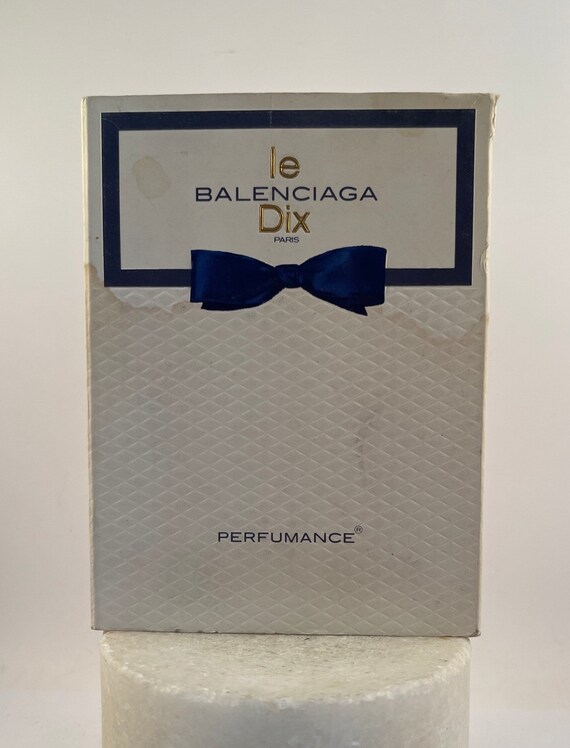 le
BALENCIAGA
Dix
PARIS
PERFUMANCE®